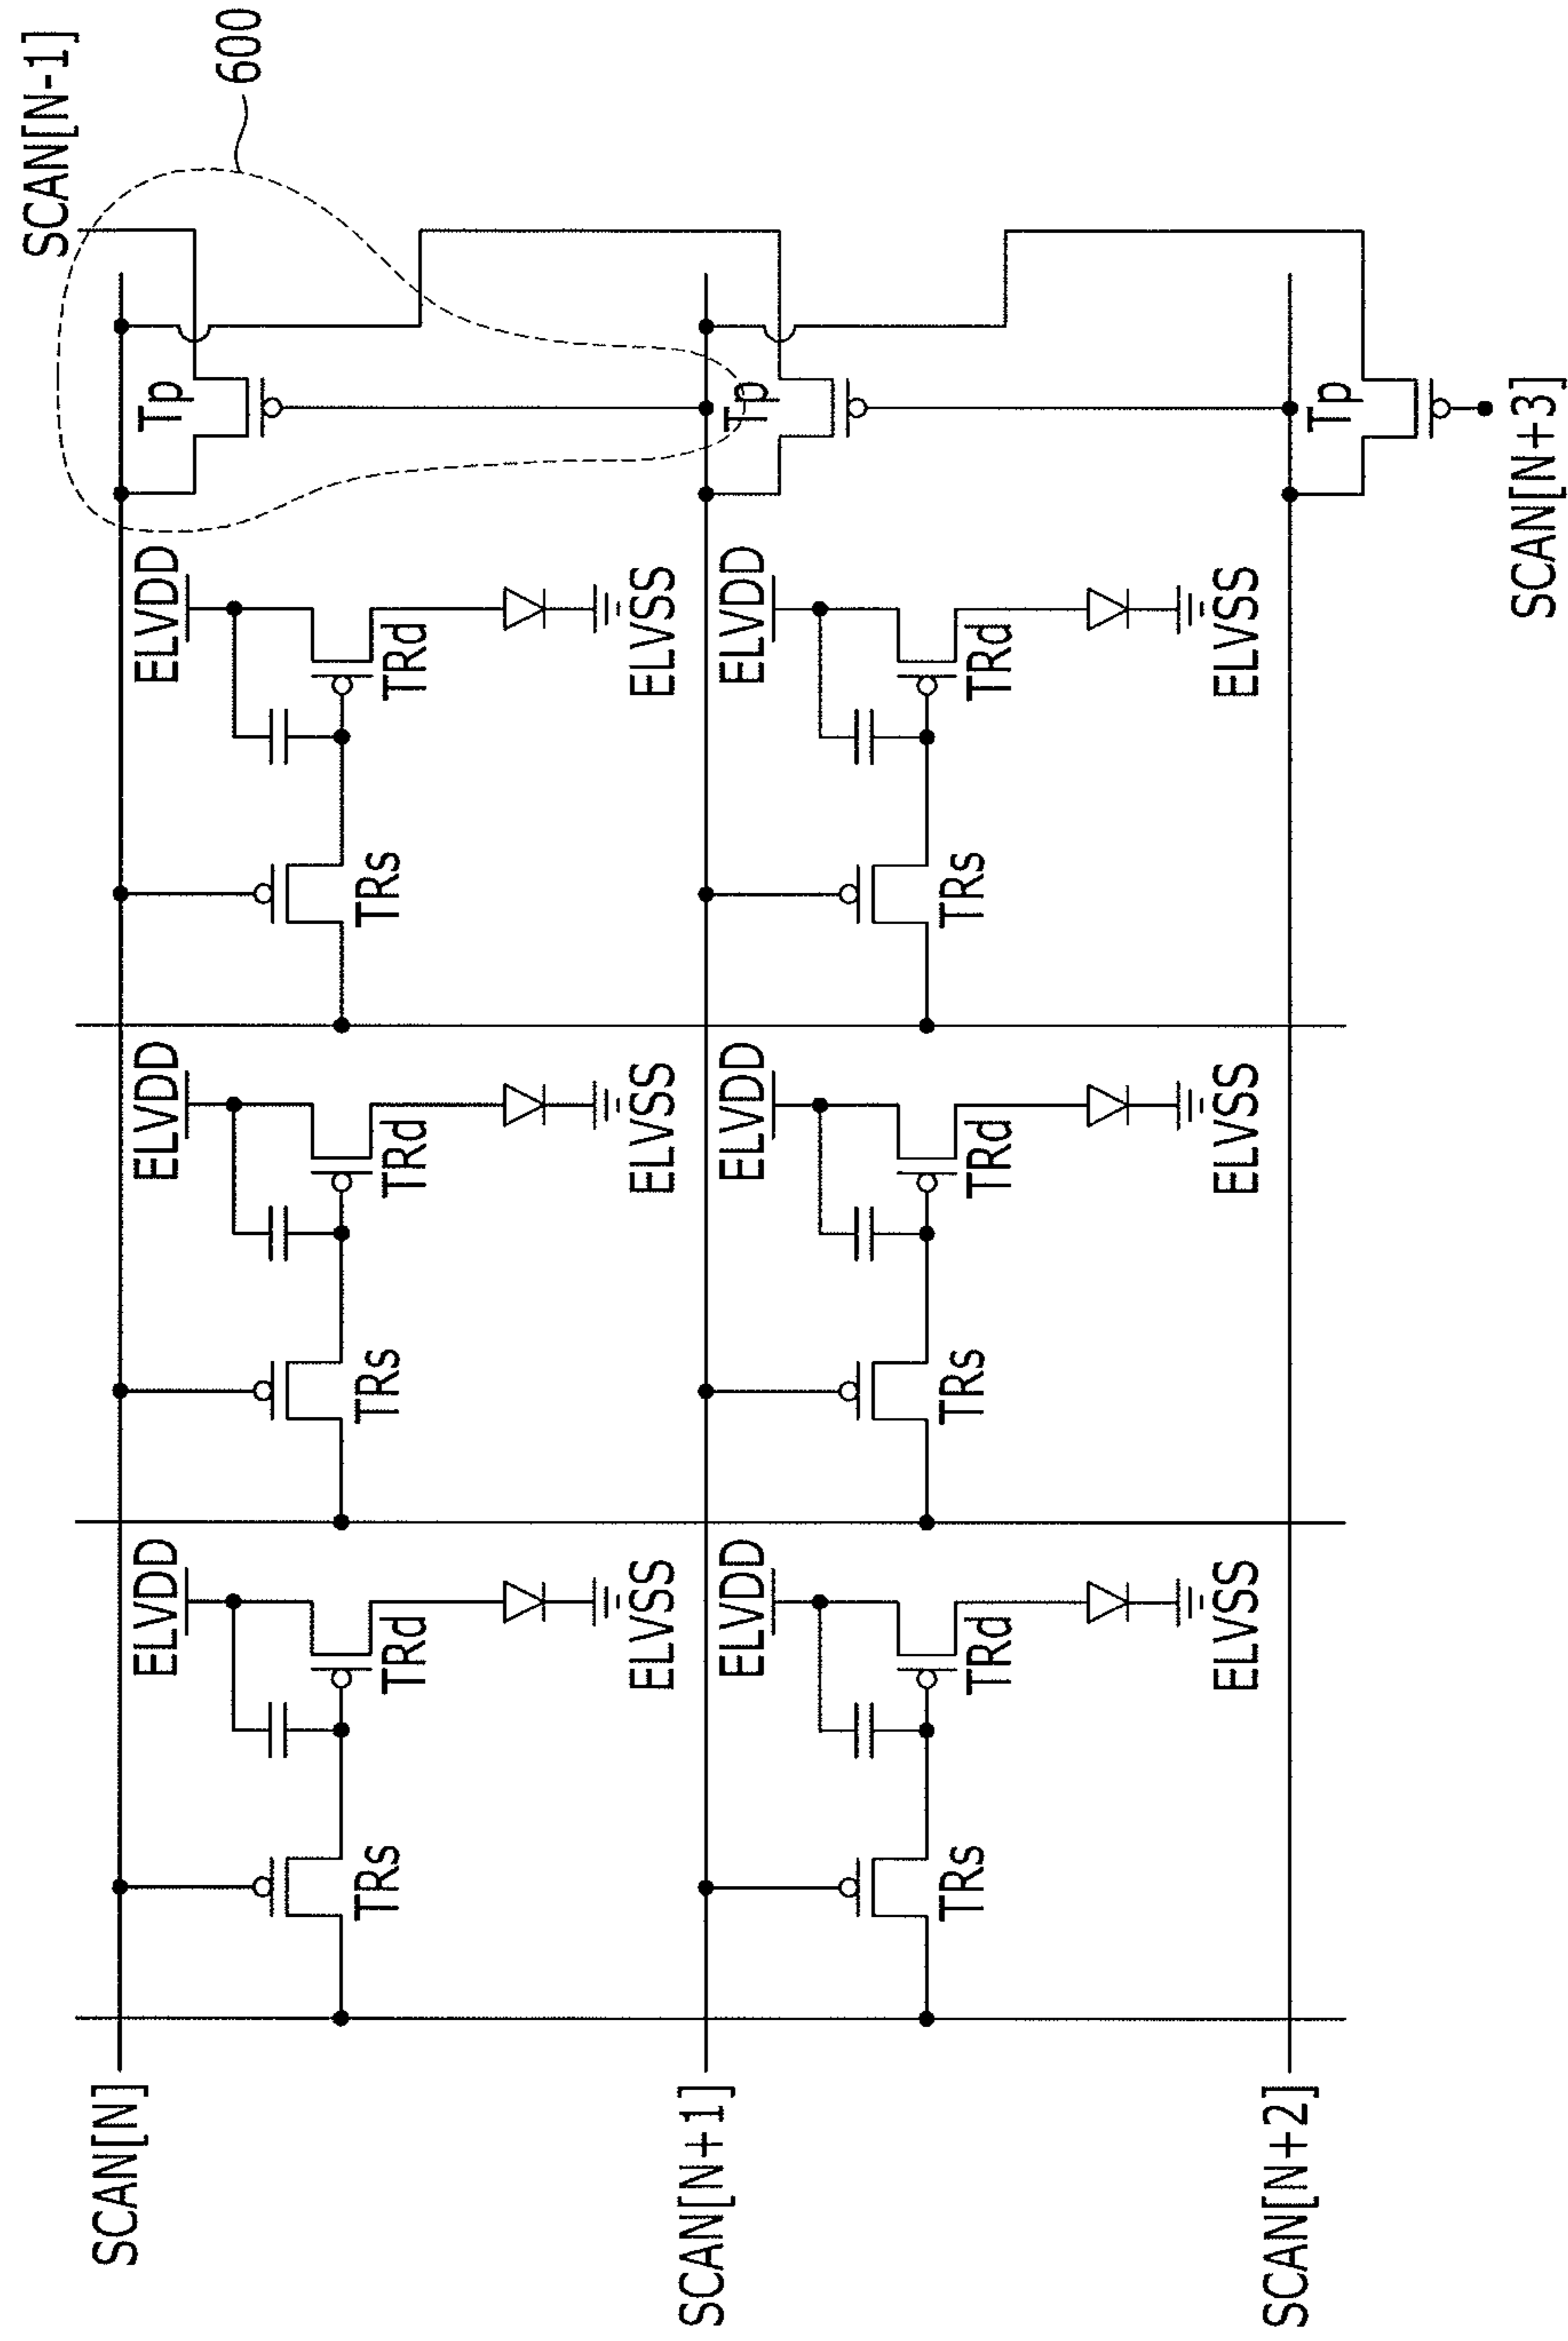 SCAN[N-1]
SCAN[N]
ELVDD
ELVDD
ELVDD
Tp
600
TRs
TRd
TRs
TRd
TRs
TRd
ELVSS
ELVSS
ELVSS
SCAN[N+1]
ELVDD
ELVDD
ELVDD
Tp
TRs
TRd
TRs
TRd
TRs
TRd
ELVSS
ELVSS
ELVSS
SCAN[N+2]
Tp
SCAN[N+3]